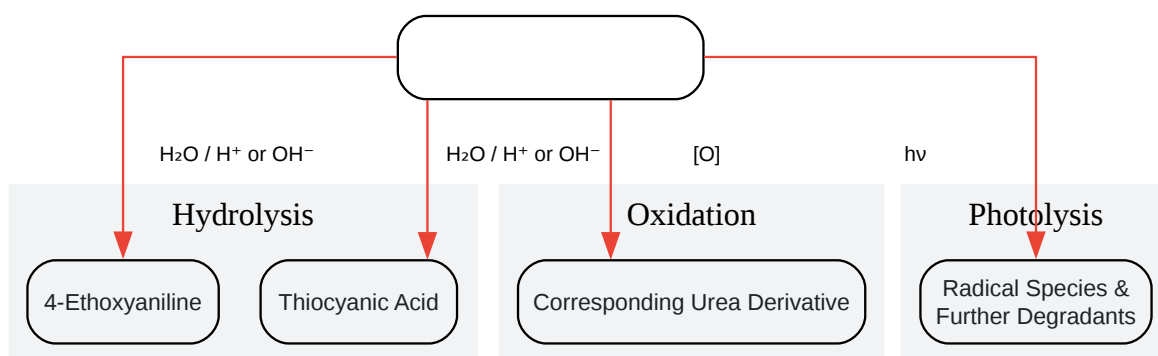 H₂O / H⁺ or OH⁻
H₂O / H⁺ or OH⁻
[O]
hν
Hydrolysis
Oxidation
Photolysis
4-Ethoxyaniline
Thiocyanic Acid
Corresponding Urea Derivative
Radical Species &
Further Degradants